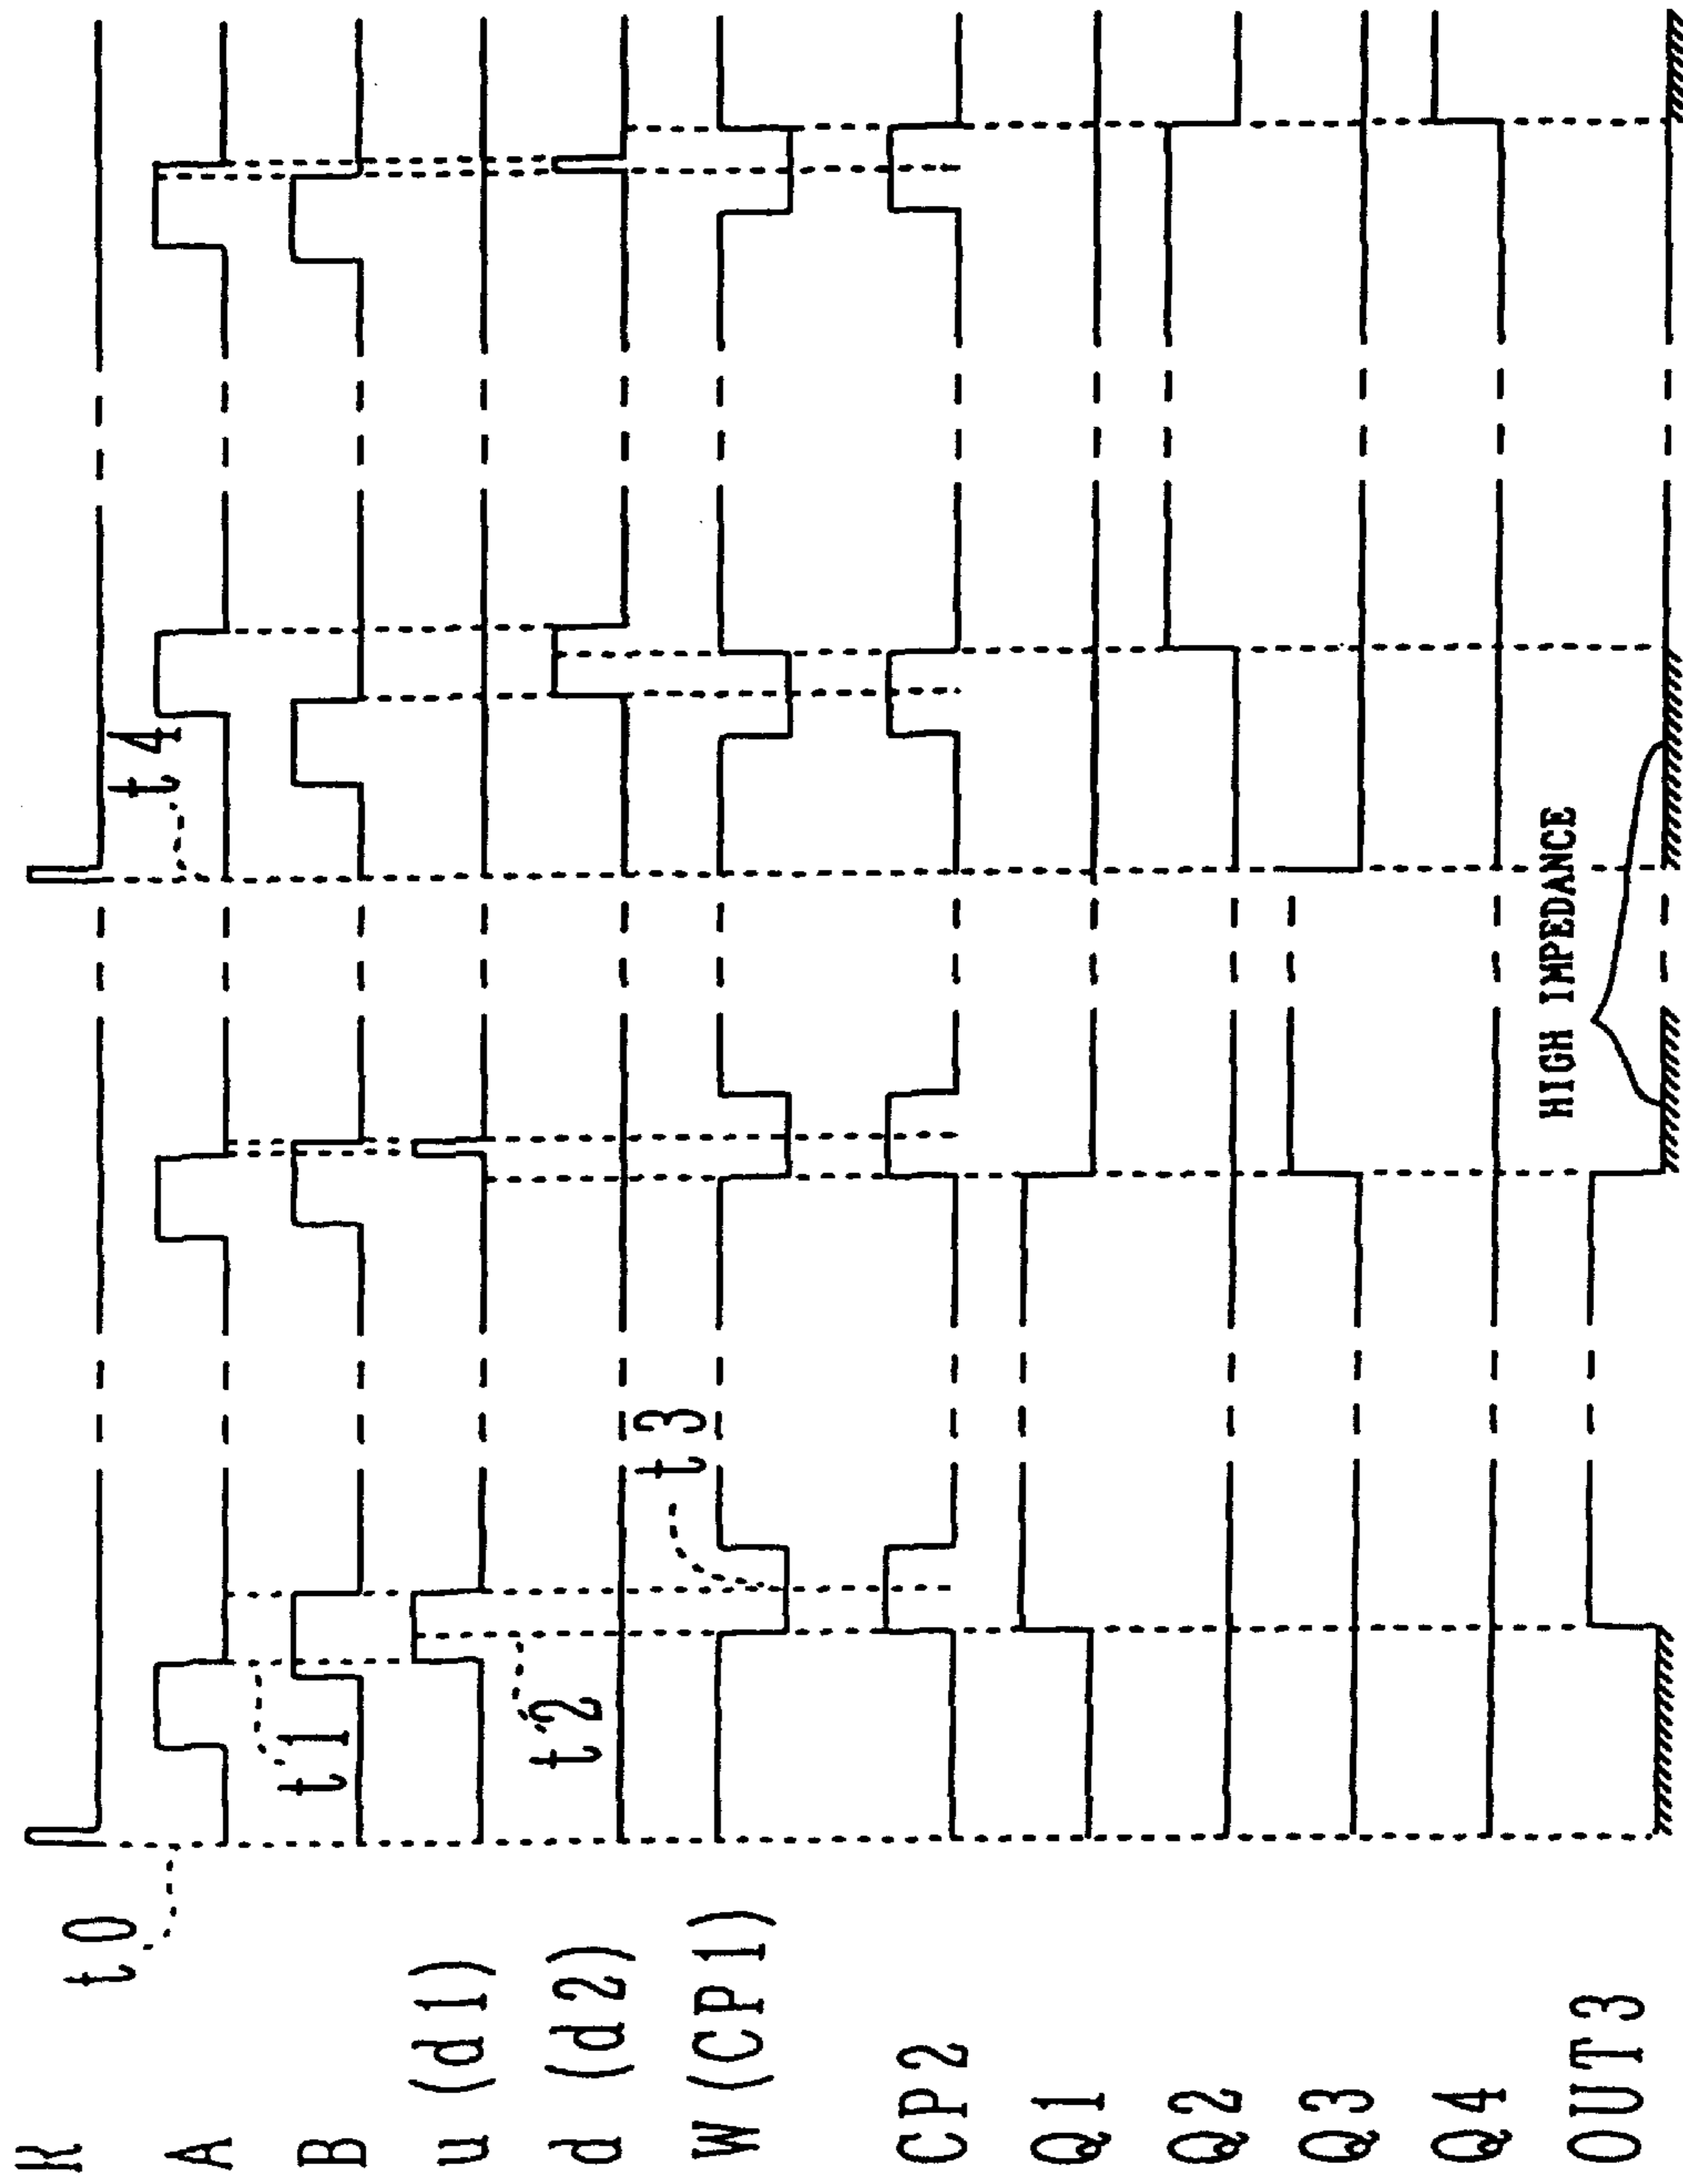 K
A
B
u (d1)
d (d2)
W (CP1)
CP2
Q1
Q2
Q3
Q4
OUT3
t0
t1
t2
t3
t4
HIGH IMPEDANCE